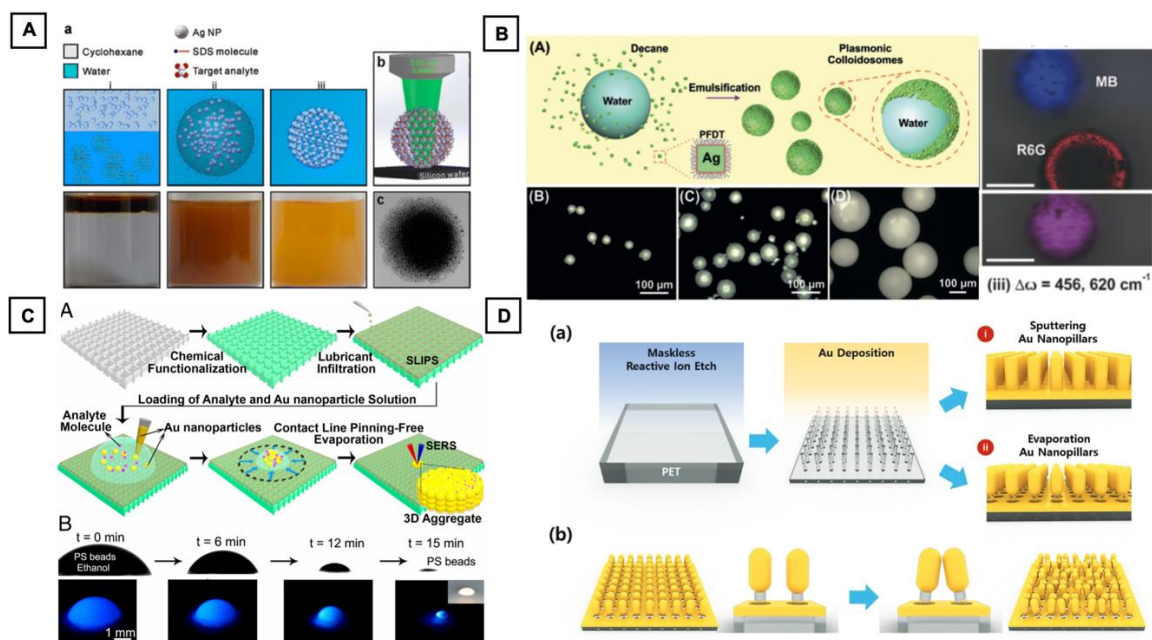 A
a
Ag NP
Cyclohexane
SDS molecule
Water
Target analyte
i
ii
iii
b
Silicon wafer
c
B
(A)
Decane
Plasmonic
Colloidosomes
Water
Emulsification
Water
PFDT
Ag
(B)
(C)
(D)
100 µm
100 µm
100 µm
MB
R6G
(iii) Δω = 456, 620 cm⁻¹
C
A
Chemical
Functionalization
Lubricant
Infiltration
SLIPS
Loading of Analyte and Au nanoparticle Solution
Analyte
Molecule
Au nanoparticles
Contact Line Pinning-Free
Evaporation
SERS
3D Aggregate
B
t = 0 min
t = 6 min
t = 12 min
t = 15 min
PS beads
Ethanol
PS beads
1 mm
D
(a)
Maskless
Reactive Ion Etch
PET
Au Deposition
i
Sputtering
Au Nanopillars
ii
Evaporation
Au Nanopillars
(b)